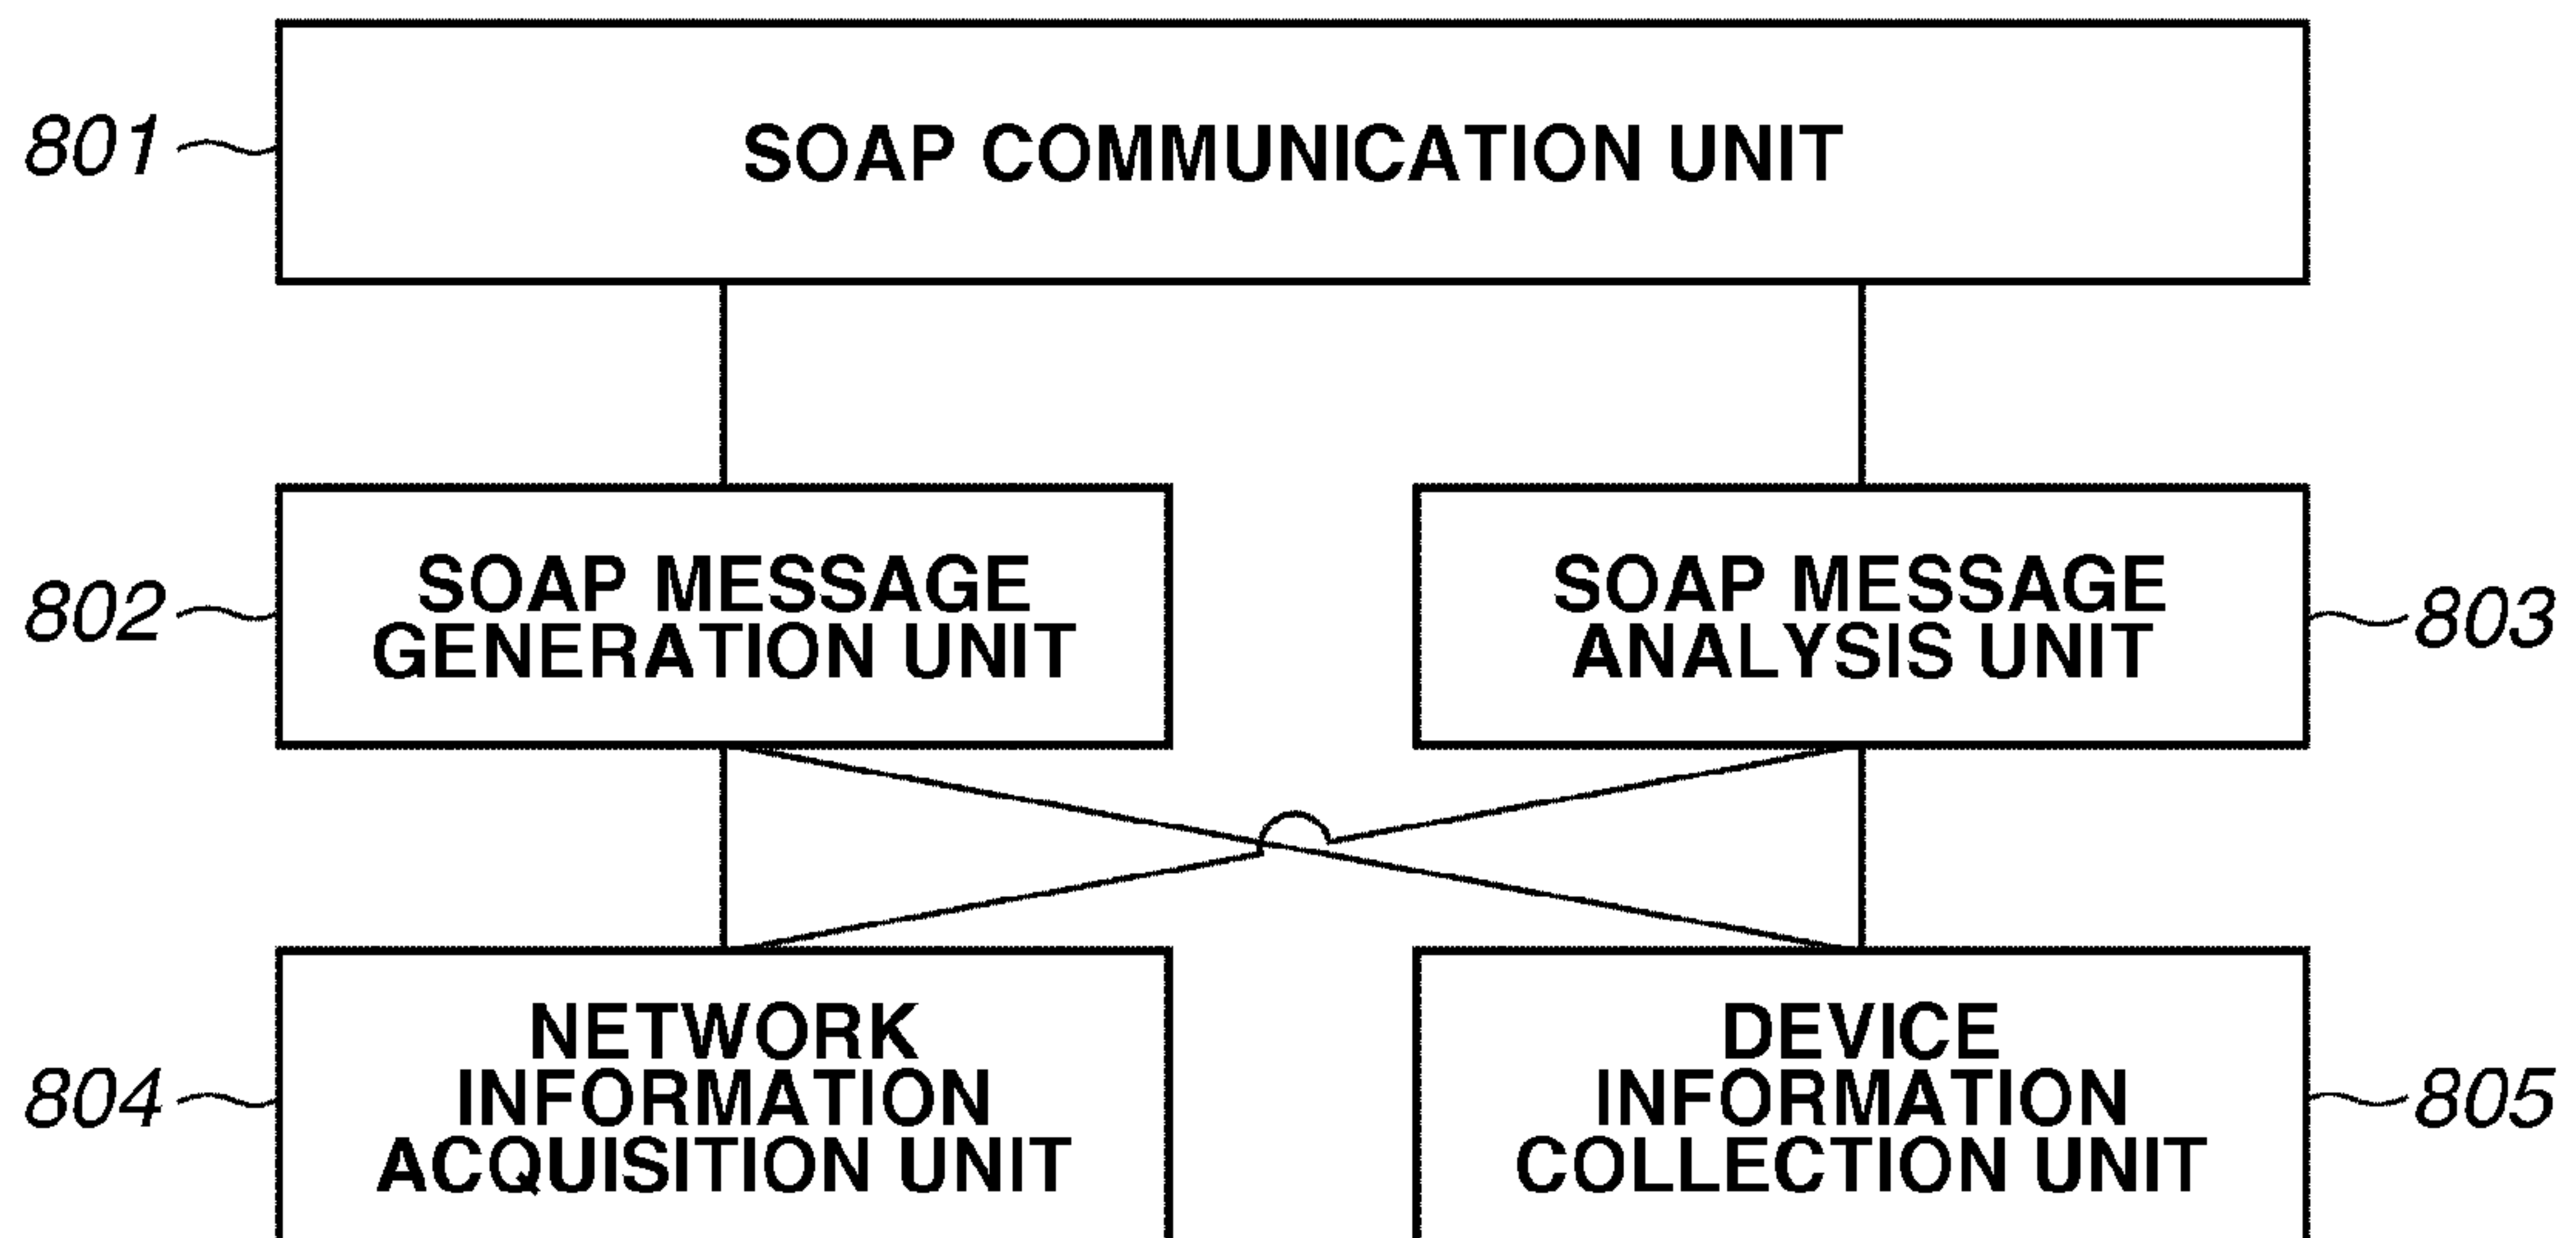 801
SOAP COMMUNICATION UNIT
802
SOAP MESSAGE
GENERATION UNIT
SOAP MESSAGE
ANALYSIS UNIT
803
804
NETWORK
INFORMATION
ACQUISITION UNIT
DEVICE
INFORMATION
COLLECTION UNIT
805